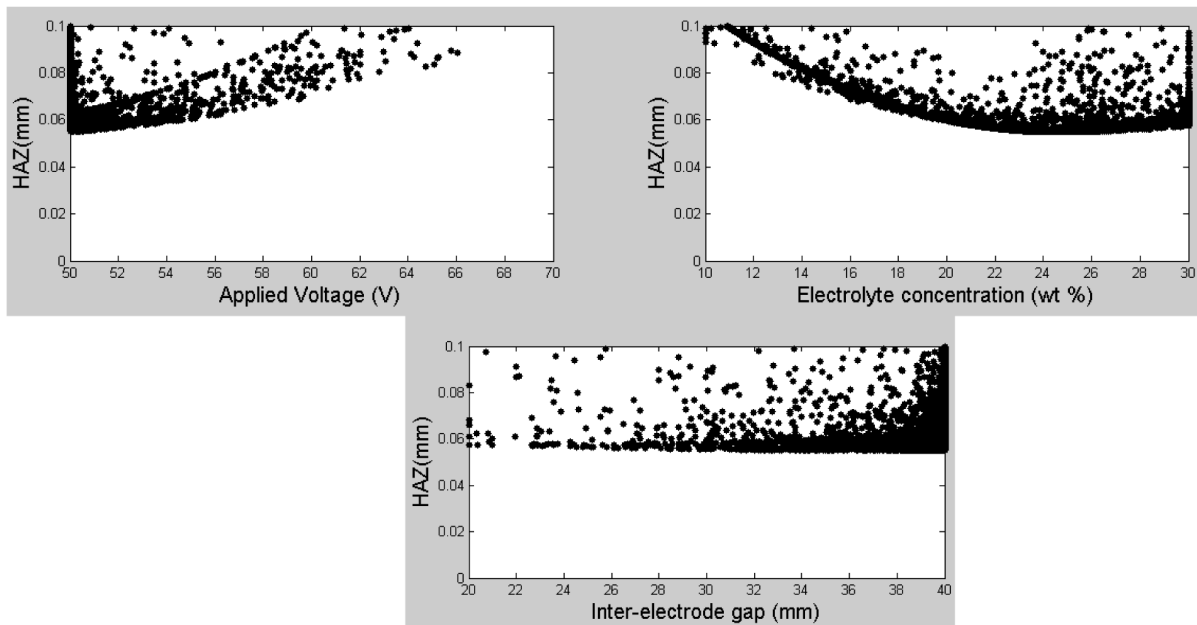 0.1
0.08
0.06
0.04
0.02
0
HAZ(mm)
50 52 54 56 58 60 62 64 66 68 70
Applied Voltage (V)
0.1
0.08
0.06
0.04
0.02
0
HAZ(mm)
10 12 14 16 18 20 22 24 26 28 30
Electrolyte concentration (wt %)
0.1
0.08
0.06
0.04
0.02
0
HAZ(mm)
20 22 24 26 28 30 32 34 36 38 40
Inter-electrode gap (mm)